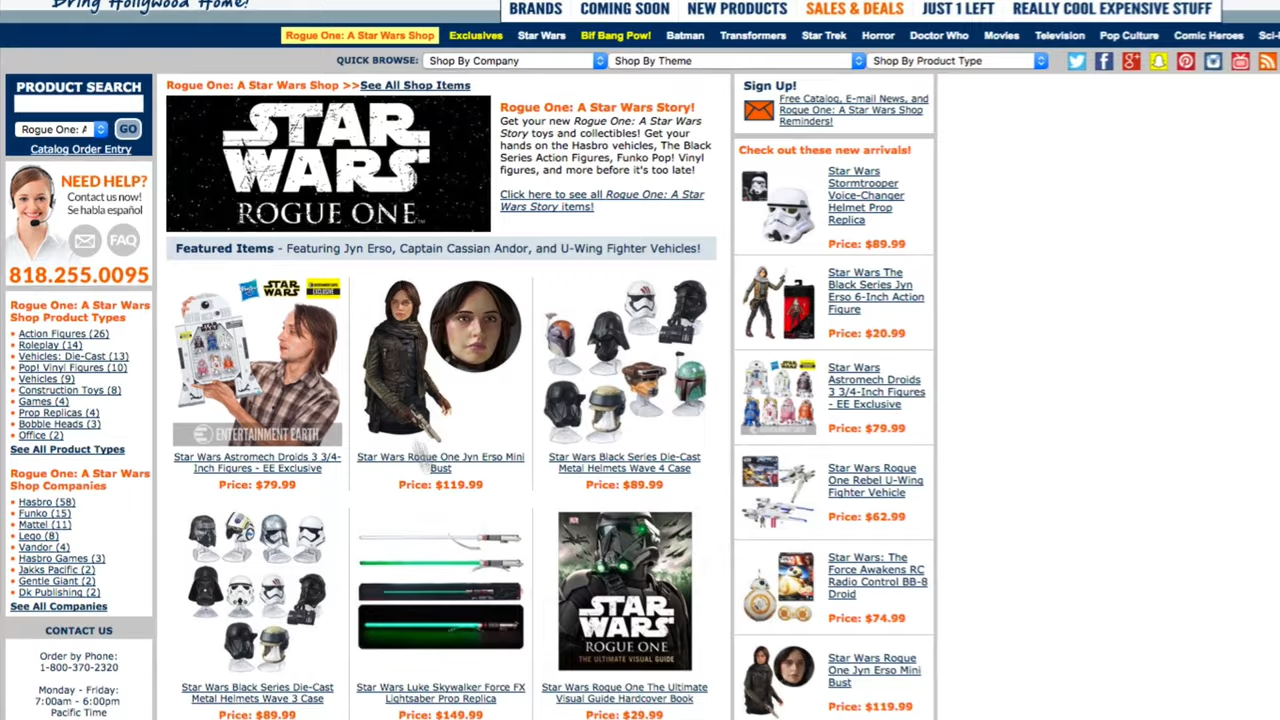 Bring Hollywood Home!
BRANDS COMING SOON NEW PRODUCTS SALES & DEALS JUST 1 LEFT REALLY COOL EXPENSIVE STUFF
Rogue One: A Star Wars Shop Exclusives Star Wars Bif Bang Pow! Batman Transformers Star Trek Horror Doctor Who Movies Television Pop Culture Comic Heroes Sci-
QUICK BROWSE: Shop By Company Shop By Theme Shop By Product Type
PRODUCT SEARCH
Rogue One: A GO
Catalog Order Entry
NEED HELP?
Contact us now!
Se habla español
FAQ
818.255.0095
Rogue One: A Star Wars
Shop Product Types
• Action Figures (26)
• Roleplay (14)
• Vehicles: Die-Cast (13)
• Pop! Vinyl Figures (10)
• Vehicles (9)
• Construction Toys (8)
• Games (4)
• Prop Replicas (4)
• Bobble Heads (3)
• Office (2)
See All Product Types
Rogue One: A Star Wars
Shop Companies
• Hasbro (58)
• Funko (15)
• Mattel (11)
• Lego (8)
• Vandor (4)
• Hasbro Games (3)
• Jakks Pacific (2)
• Gentle Giant (2)
• Dk Publishing (2)
See All Companies
CONTACT US
Order by Phone:
1-800-370-2320
Monday - Friday:
7:00am - 6:00pm
Pacific Time
Rogue One: A Star Wars Shop >>See All Shop Items
STAR
WARS
ROGUE ONE
Rogue One: A Star Wars Story!
Get your new Rogue One: A Star Wars
Story toys and collectibles! Get your
hands on the Hasbro vehicles, The Black
Series Action Figures, Funko Pop! Vinyl
figures, and more before it's too late!
Click here to see all Rogue One: A Star
Wars Story items!
Featured Items - Featuring Jyn Erso, Captain Cassian Andor, and U-Wing Fighter Vehicles!
Hasbro STAR WARS
ENTERTAINMENT EARTH
Star Wars Astromech Droids 3 3/4-
Inch Figures - EE Exclusive
Price: $79.99
Star Wars Rogue One Jyn Erso Mini
Bust
Price: $119.99
Star Wars Black Series Die-Cast
Metal Helmets Wave 4 Case
Price: $89.99
Star Wars Black Series Die-Cast
Metal Helmets Wave 3 Case
Price: $89.99
Star Wars Luke Skywalker Force FX
Lightsaber Prop Replica
Price: $149.99
DK
STAR
WARS
ROGUE ONE
THE ULTIMATE VISUAL GUIDE
Star Wars Rogue One The Ultimate
Visual Guide Hardcover Book
Price: $29.99
Sign Up!
Free Catalog, E-mail News, and
Rogue One: A Star Wars Shop
Reminders!
Check out these new arrivals!
Star Wars
Stormtrooper
Voice-Changer
Helmet Prop
Replica
Price: $89.99
Star Wars The
Black Series Jyn
Erso 6-Inch Action
Figure
Price: $20.99
Star Wars
Astromech Droids
3 3/4-Inch Figures
- EE Exclusive
Price: $79.99
Star Wars Rogue
One Rebel U-Wing
Fighter Vehicle
Price: $62.99
Star Wars: The
Force Awakens RC
Radio Control BB-8
Droid
Price: $74.99
Star Wars Rogue
One Jyn Erso Mini
Bust
Price: $119.99